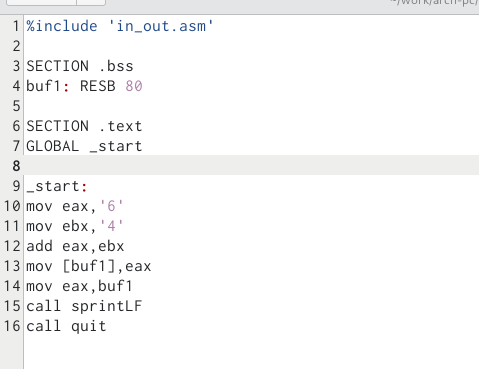 ~/work/arch-pc/
1 %include 'in_out.asm'
2
3 SECTION .bss
4 buf1: RESB 80
5
6 SECTION .text
7 GLOBAL _start
8
9 _start:
10 mov eax,'6'
11 mov ebx,'4'
12 add eax,ebx
13 mov [buf1],eax
14 mov eax,buf1
15 call sprintLF
16 call quit